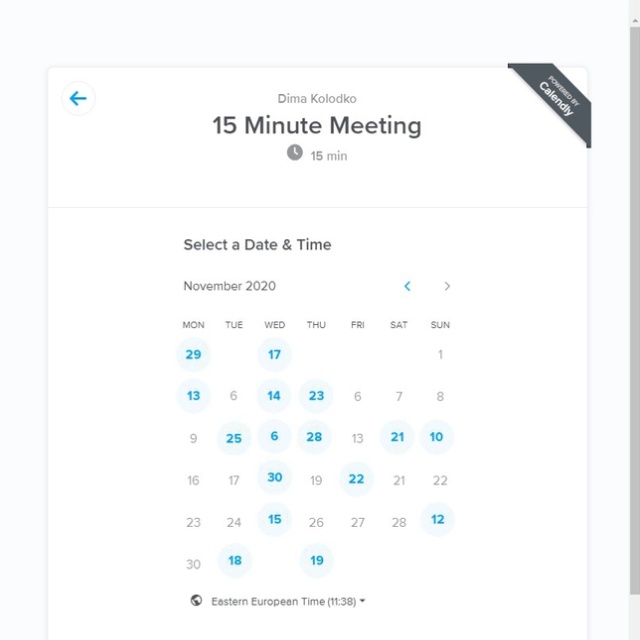 POWERED BY
Calendly
Dima Kolodko
15 Minute Meeting
15 min
Select a Date & Time
November 2020
MON TUE WED THU FRI SAT SUN
29 17 1
13 6 14 23 6 7 8
9 25 6 28 13 21 10
16 17 30 19 22 21 22
23 24 15 26 27 28 12
30 18 19
Eastern European Time (11:38)